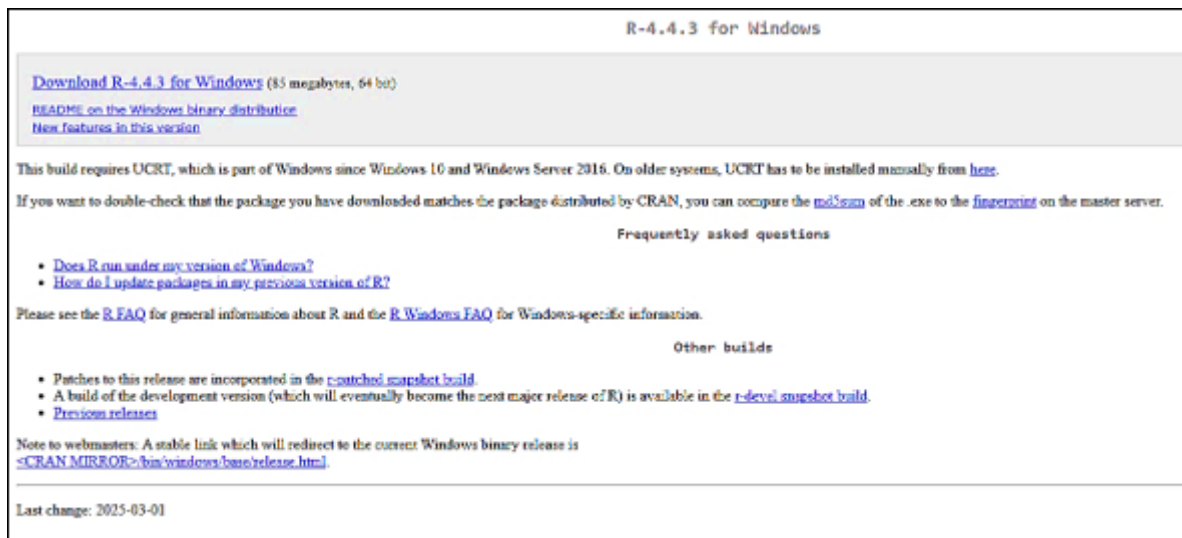 R-4.4.3 for Windows
Download R-4.4.3 for Windows (85 megabytes, 64 bit)
README on the Windows binary distribution
New features in this version
This build requires UCRT, which is part of Windows since Windows 10 and Windows Server 2016. On older systems, UCRT has to be installed manually from here.
If you want to double-check that the package you have downloaded matches the package distributed by CRAN, you can compare the md5sum of the .exe to the fingerprint on the master server.
Frequently asked questions
• Does R run under my version of Windows?
• How do I update packages in my previous version of R?
Please see the R FAQ for general information about R and the R Windows FAQ for Windows-specific information.
Other builds
• Patches to this release are incorporated in the r-patched snapshot build.
• A build of the development version (which will eventually become the next major release of R) is available in the r-devel snapshot build.
• Previous releases
Note to webmasters: A stable link which will redirect to the current Windows binary release is
<CRAN MIRROR>/bin/windows/base/release.html.
Last change: 2025-03-01